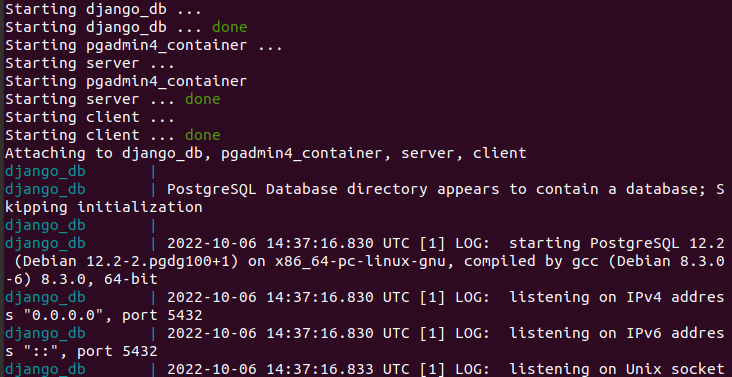 Starting django_db ...
Starting django_db ... done
Starting pgadmin4_container ...
Starting server ...
Starting pgadmin4_container
Starting server ... done
Starting client ...
Starting client ... done
Attaching to django_db, pgadmin4_container, server, client
django_db |
django_db | PostgreSQL Database directory appears to contain a database; S
kipping initialization
django_db |
django_db | 2022-10-06 14:37:16.830 UTC [1] LOG:  starting PostgreSQL 12.2
 (Debian 12.2-2.pgdg100+1) on x86_64-pc-linux-gnu, compiled by gcc (Debian 8.3.0
-6) 8.3.0, 64-bit
django_db | 2022-10-06 14:37:16.830 UTC [1] LOG:  listening on IPv4 addres
s "0.0.0.0", port 5432
django_db | 2022-10-06 14:37:16.830 UTC [1] LOG:  listening on IPv6 addres
s "::", port 5432
django_db | 2022-10-06 14:37:16.833 UTC [1] LOG:  listening on Unix socket